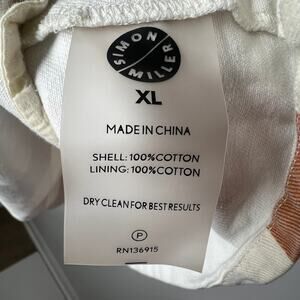 SIMON
MILLER
XL
MADE IN CHINA
SHELL: 100% COTTON
LINING: 100% COTTON
DRY CLEAN FOR BEST RESULTS
P
RN136915